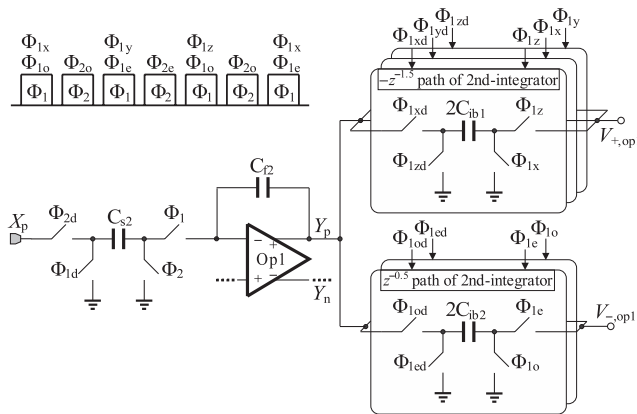 Φ1x Φ1y Φ1z Φ1x
Φ1o Φ2o Φ1e Φ2e Φ1o Φ2o Φ1e
Φ1 Φ2 Φ1 Φ2 Φ1 Φ2 Φ1
Φ1zd Φ1y
Φ1yd Φ1x
Φ1xd Φ1z
−z^-1.5 path of 2nd-integrator
Φ1xd 2Cib1 Φ1z
Φ1zd Φ1x
V+,op
Cf2
Xp Φ2d Cs2 Φ1 Yp
Φ1d Φ2
− +
Op1
+ −
Yn
Φ1ed Φ1o
Φ1od Φ1e
z^-0.5 path of 2nd-integrator
Φ1od 2Cib2 Φ1e
Φ1ed Φ1o
V−,op1